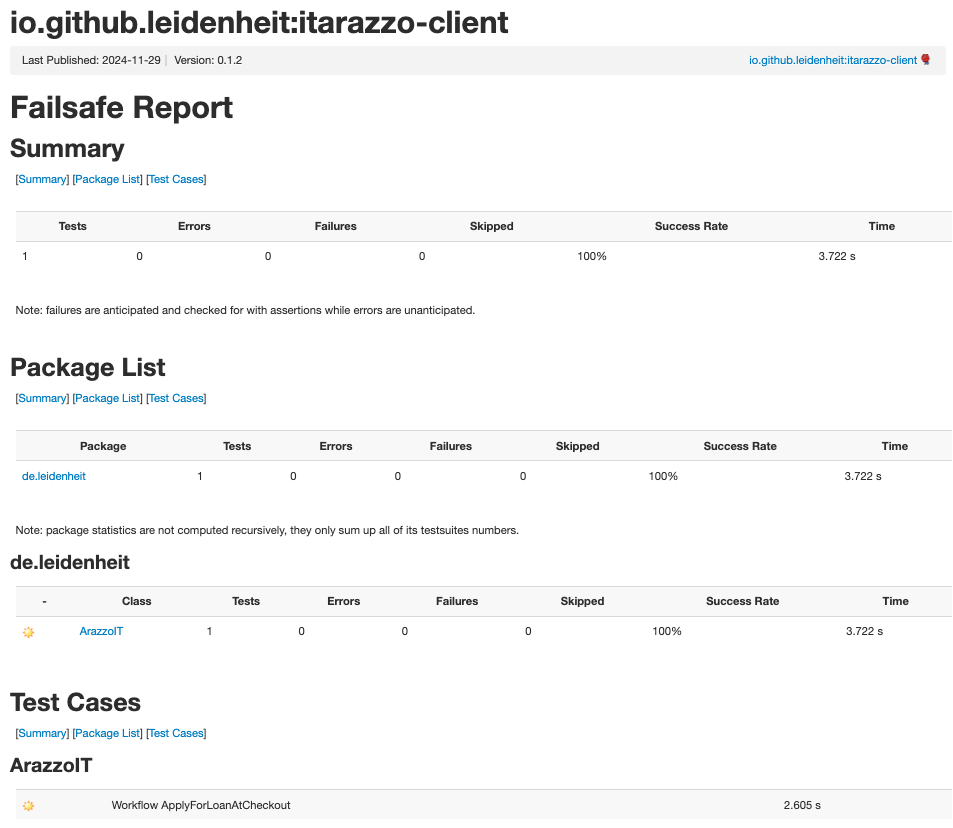 io.github.leidenheit:itarazzo-client
Last Published: 2024-11-29 | Version: 0.1.2 io.github.leidenheit:itarazzo-client
Failsafe Report
Summary
[Summary] [Package List] [Test Cases]
Tests Errors Failures Skipped Success Rate Time
1 0 0 0 100% 3.722 s
Note: failures are anticipated and checked for with assertions while errors are unanticipated.
Package List
[Summary] [Package List] [Test Cases]
Package Tests Errors Failures Skipped Success Rate Time
de.leidenheit 1 0 0 0 100% 3.722 s
Note: package statistics are not computed recursively, they only sum up all of its testsuites numbers.
de.leidenheit
- Class Tests Errors Failures Skipped Success Rate Time
ArazzoIT 1 0 0 0 100% 3.722 s
Test Cases
[Summary] [Package List] [Test Cases]
ArazzoIT
Workflow ApplyForLoanAtCheckout 2.605 s